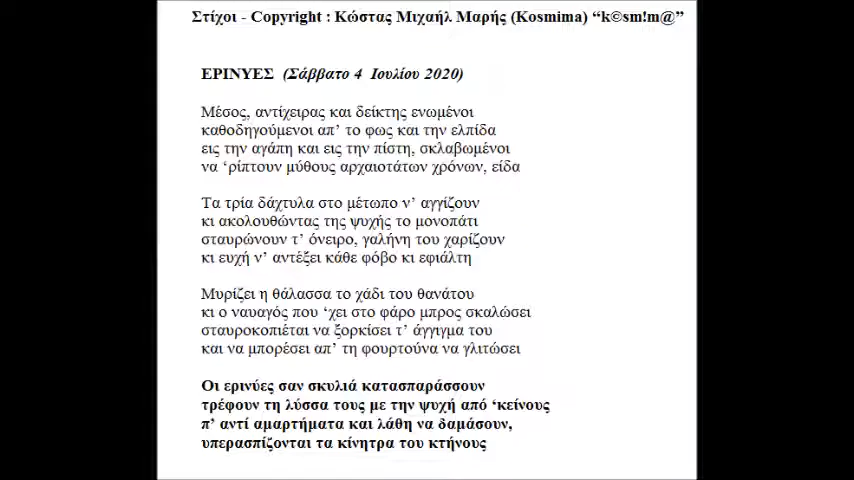 Στίχοι - Copyright : Κώστας Μιχαήλ Μαρής (Kosmima) “k©sm!m@”
ΕΡΙΝΥΕΣ (Σάββατο 4 Ιουλίου 2020)
Μέσος, αντίχειρας και δείκτης ενωμένοι
καθοδηγούμενοι απ’ το φως και την ελπίδα
εις την αγάπη και εις την πίστη, σκλαβωμένοι
να ‘ρίπτουν μύθους αρχαιοτάτων χρόνων, είδα
Τα τρία δάχτυλα στο μέτωπο ν’ αγγίζουν
κι ακολουθώντας της ψυχής το μονοπάτι
σταυρώνουν τ’ όνειρο, γαλήνη του χαρίζουν
κι ευχή ν’ αντέξει κάθε φόβο κι εφιάλτη
Μυρίζει η θάλασσα το χάδι του θανάτου
κι ο ναυαγός που ‘χει στο φάρο μπρος σκαλώσει
σταυροκοπιέται να ξορκίσει τ’ άγγιγμα του
και να μπορέσει απ’ τη φουρτούνα να γλιτώσει
Οι ερινύες σαν σκυλιά κατασπαράσσουν
τρέφουν τη λύσσα τους με την ψυχή από ‘κείνους
π’ αντί αμαρτήματα και λάθη να δαμάσουν,
υπερασπίζονται τα κίνητρα του κτήνους